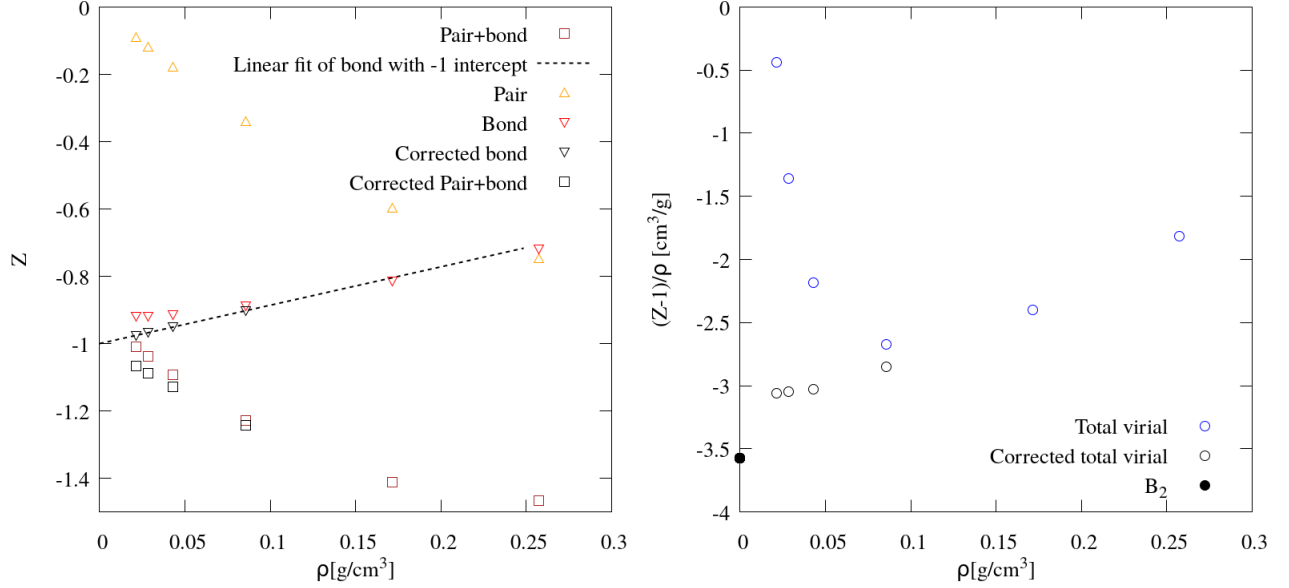 0
-0.2
-0.4
-0.6
-0.8
-1
-1.2
-1.4
Z
0
0.05
0.1
0.15
0.2
0.25
0.3
ρ[g/cm³]
Pair+bond
Linear fit of bond with -1 intercept
Pair
Bond
Corrected bond
Corrected Pair+bond
0
-0.5
-1
-1.5
-2
-2.5
-3
-3.5
-4
(Z-1)/ρ [cm³/g]
0
0.05
0.1
0.15
0.2
0.25
0.3
ρ[g/cm³]
Total virial
Corrected total virial
B₂